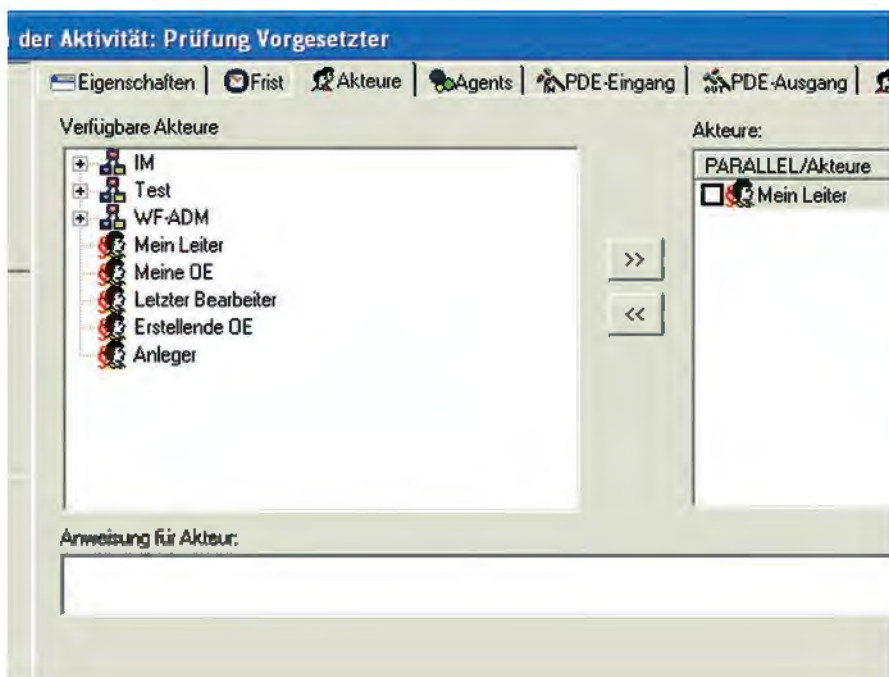 der Aktivität: Prüfung Vorgesetzter
Eigenschaften Frist Akteure Agents PDE-Eingang PDE-Ausgang
Verfügbare Akteure
Akteure:
IM
Test
WF-ADM
Mein Leiter
Meine OE
Letzter Bearbeiter
Erstellende OE
Anleger
>>
<<
PARALLEL/Akteure
Mein Leiter
Anweisung für Akteur: